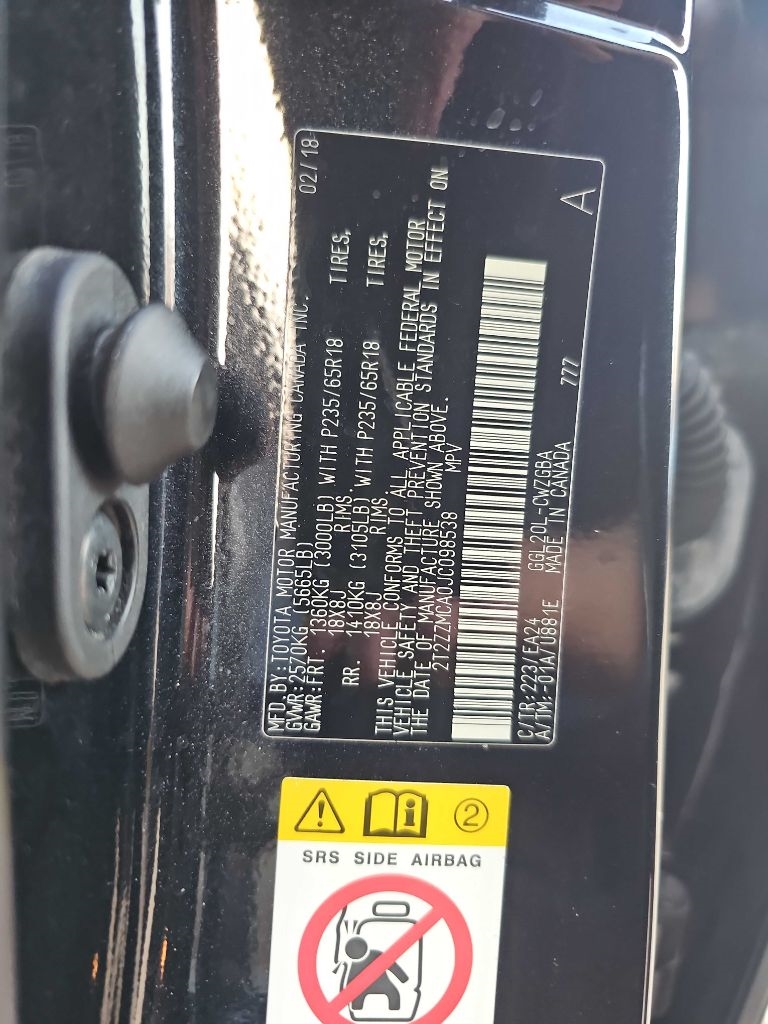 02/18
MFD.BY:TOYOTA MOTOR MANUFACTURING CANADA INC.
GVWR:2570KG (5665LB)
GAWR:FRT. 1360KG (3000LB) WITH P235/65R18 TIRES,
18X8J RIMS,
RR. 1410KG (3105LB) WITH P235/65R18 TIRES,
18X8J RIMS,
THIS VEHICLE CONFORMS TO ALL APPLICABLE FEDERAL MOTOR
VEHICLE SAFETY AND THEFT PREVENTION STANDARDS IN EFFECT ON
THE DATE OF MANUFACTURE SHOWN ABOVE.
2T2ZZMCA0JC098538 MPV
C/TR:223/EA24 GGL20L-CWZGBA
A/TM:-01A/U881E MADE IN CANADA 777 A
2
SRS SIDE AIRBAG